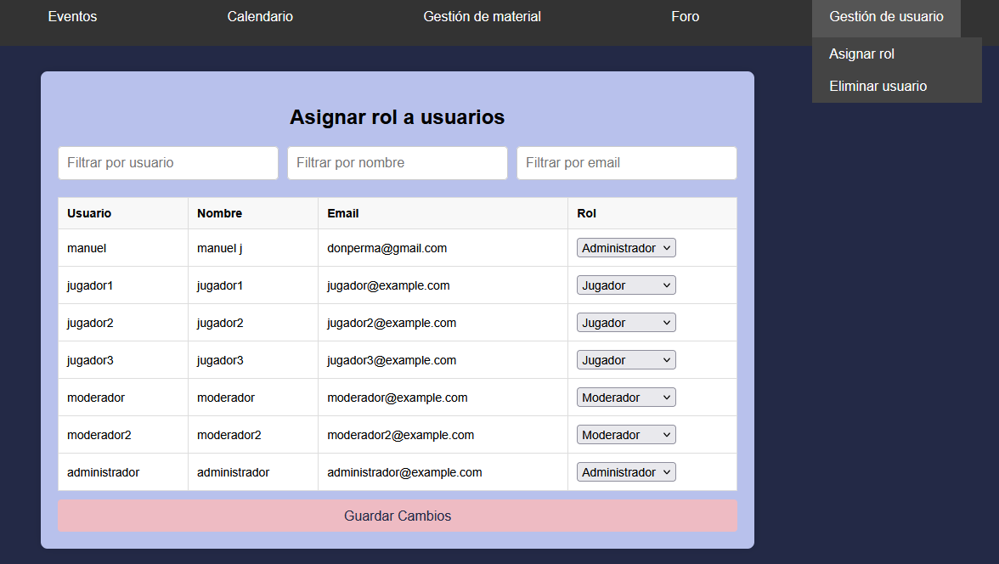 Eventos Calendario Gestión de material Foro Gestión de usuario
Asignar rol
Eliminar usuario
Asignar rol a usuarios
Filtrar por usuario Filtrar por nombre Filtrar por email
Usuario Nombre Email Rol
manuel manuel j donperma@gmail.com Administrador
jugador1 jugador1 jugador@example.com Jugador
jugador2 jugador2 jugador2@example.com Jugador
jugador3 jugador3 jugador3@example.com Jugador
moderador moderador moderador@example.com Moderador
moderador2 moderador2 moderador2@example.com Moderador
administrador administrador administrador@example.com Administrador
Guardar Cambios